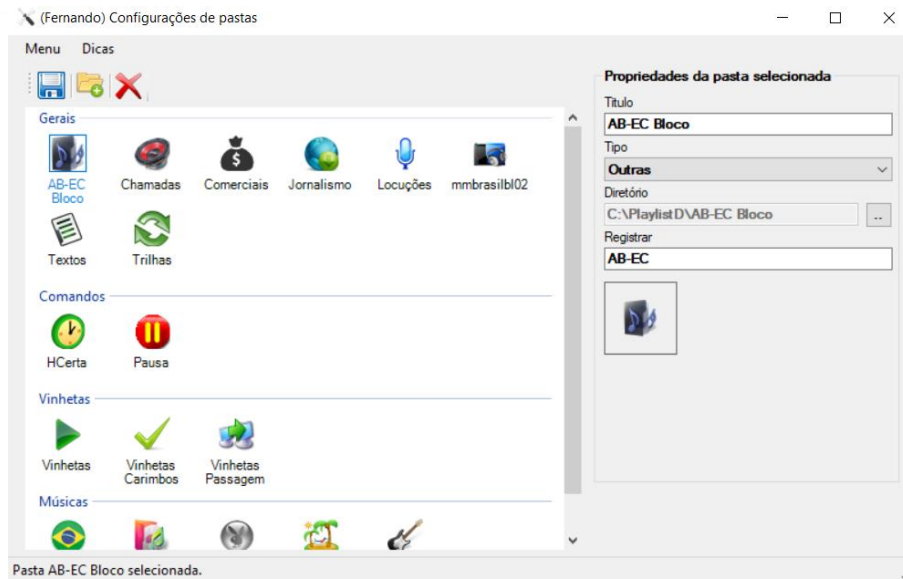 (Fernando) Configurações de pastas
Menu Dicas
Gerais
AB-EC Bloco
Chamadas
Comerciais
Jornalismo
Locuções
mmbrasilbl02
Textos
Trilhas
Comandos
HCerta
Pausa
Vinhetas
Vinhetas
Vinhetas Carimbos
Vinhetas Passagem
Músicas
Propriedades da pasta selecionada
Titulo
AB-EC Bloco
Tipo
Outras
Diretório
C:\PlaylistD\AB-EC Bloco
..
Registrar
AB-EC
Pasta AB-EC Bloco selecionada.